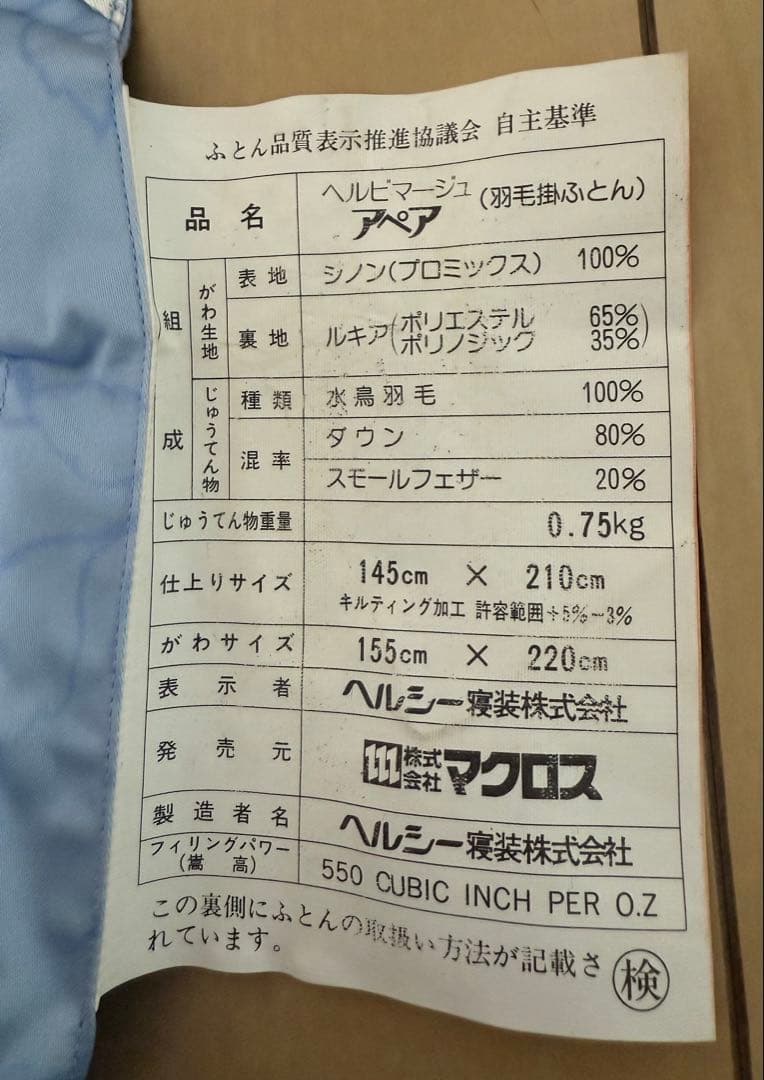 ふとん品質表示推進協議会 自主基準
品名 ヘルビマージュ アペア (羽毛掛ふとん)
組成 がわ生地 表地 シノン(プロミックス) 100%
裏地 ルキア(ポリエステル 65% ポリノジック 35%)
じゅうてん物 種類 水鳥羽毛 100%
混率 ダウン 80%
スモールフェザー 20%
じゅうてん物重量 0.75kg
仕上りサイズ 145cm × 210cm
キルティング加工 許容範囲+5%−3%
がわサイズ 155cm × 220cm
表示者 ヘルシー寝装株式会社
発売元 株式会社マクロス
製造者名 ヘルシー寝装株式会社
フィリングパワー(嵩高) 550 CUBIC INCH PER O.Z
この裏側にふとんの取扱い方法が記載さ
れています。 検